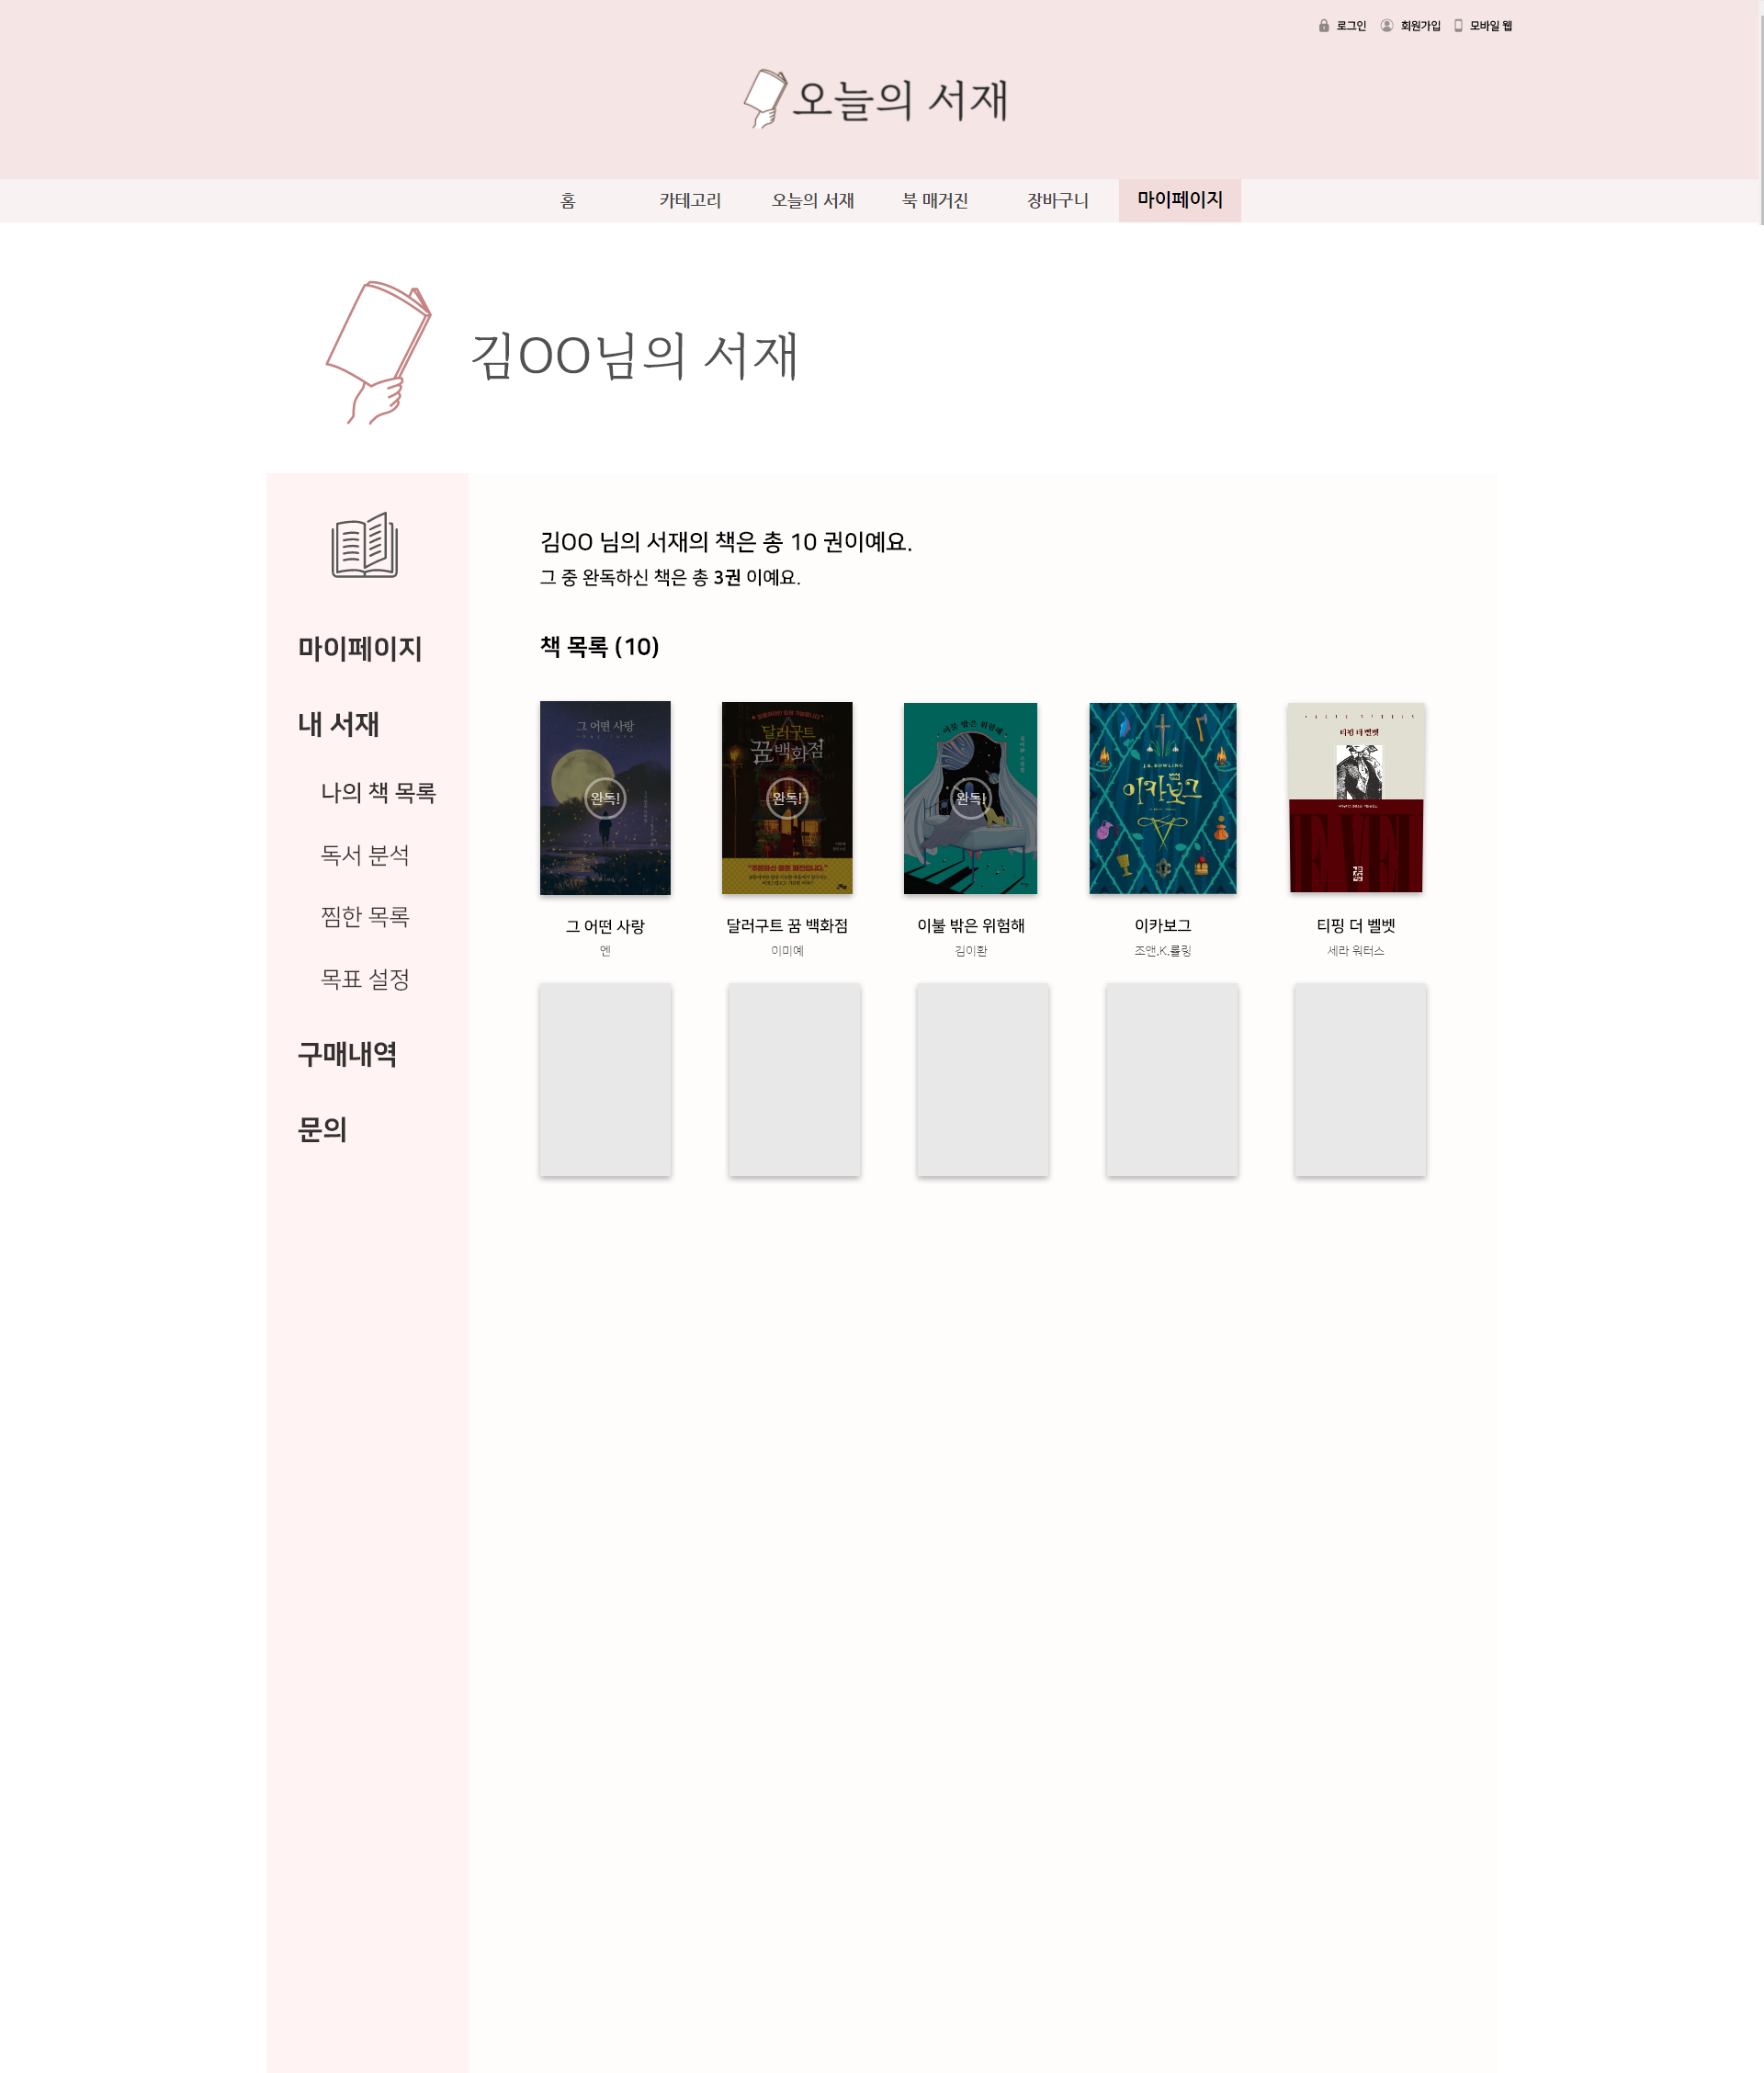 로그인 회원가입 모바일 웹
오늘의 서재
홈 카테고리 오늘의 서재 북 매거진 장바구니 마이페이지
김OO님의 서재
마이페이지
내 서재
나의 책 목록
독서 분석
찜한 목록
목표 설정
구매내역
문의
김OO 님의 서재의 책은 총 10 권이예요.
그 중 완독하신 책은 총 3권 이예요.
책 목록 (10)
그 어떤 사랑
완독!
달러구트
꿈 백화점
완독!
이불 밖은 위험해
완독!
J.K. ROWLING
이카보그
티핑 더 벨벳
그 어떤 사랑
엔
달러구트 꿈 백화점
이미예
이불 밖은 위험해
김이환
이카보그
조앤.K.롤링
티핑 더 벨벳
세라 워터스